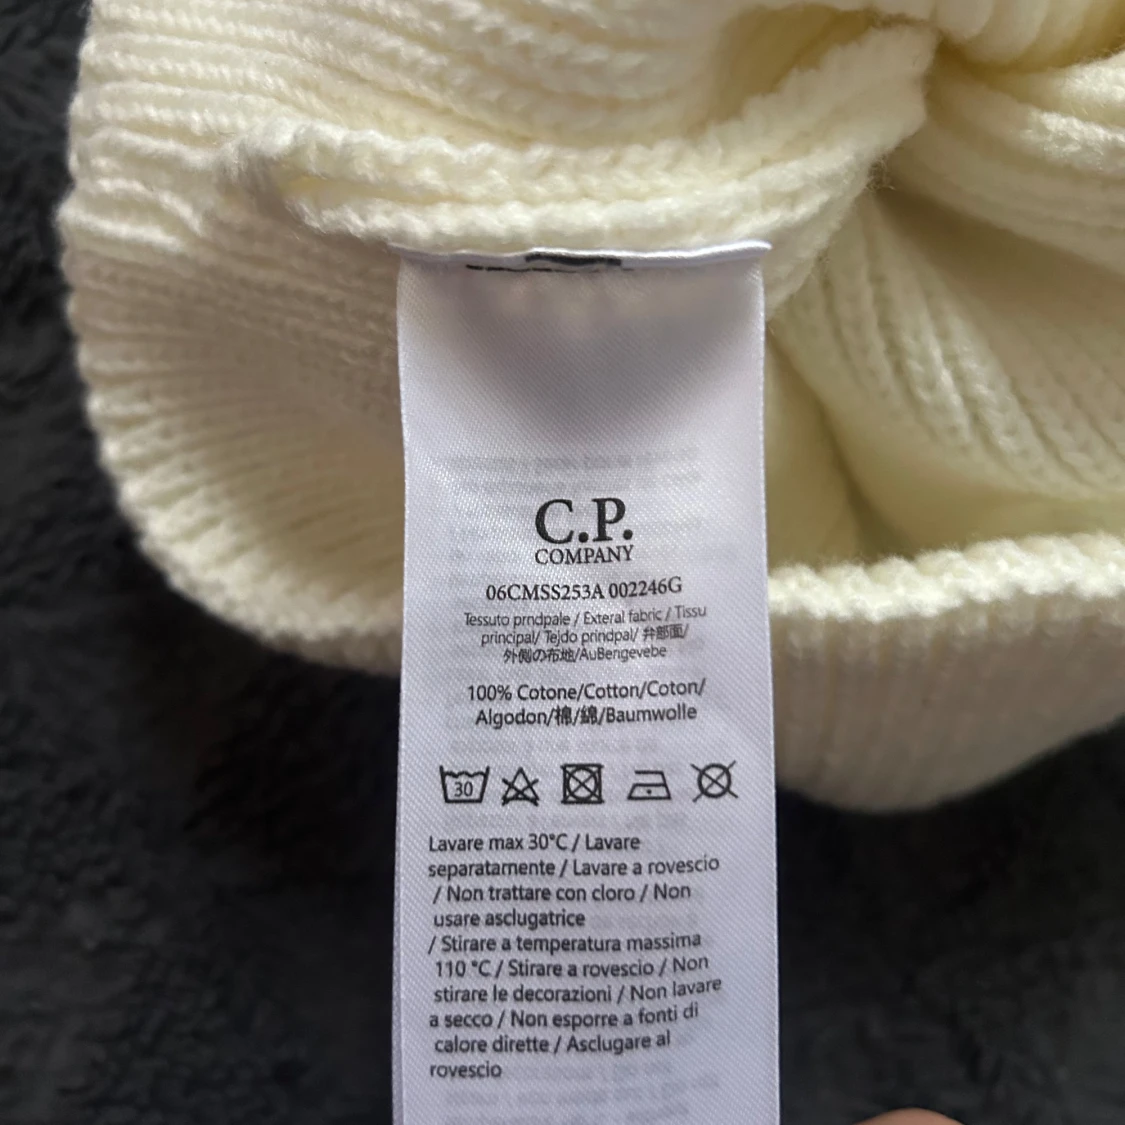 C.P.
COMPANY
06CMSS253A 002246G
Tessuto prndpale / Exteral fabric / Tissu
principal/ Tejdo prindpal/ 弁部面/
外側の布地/AuBengevebe
100% Cotone/Cotton/Coton/
Algodon/棉/綿/Baumwolle
30
Lavare max 30°C / Lavare
separatamente / Lavare a rovescio
/ Non trattare con cloro / Non
usare asclugatrice
/ Stirare a temperatura massima
110 °C / Stirare a rovescio / Non
stirare le decorazioni / Non lavare
a secco / Non esporre a fonti di
calore dirette / Asclugare al
rovescio